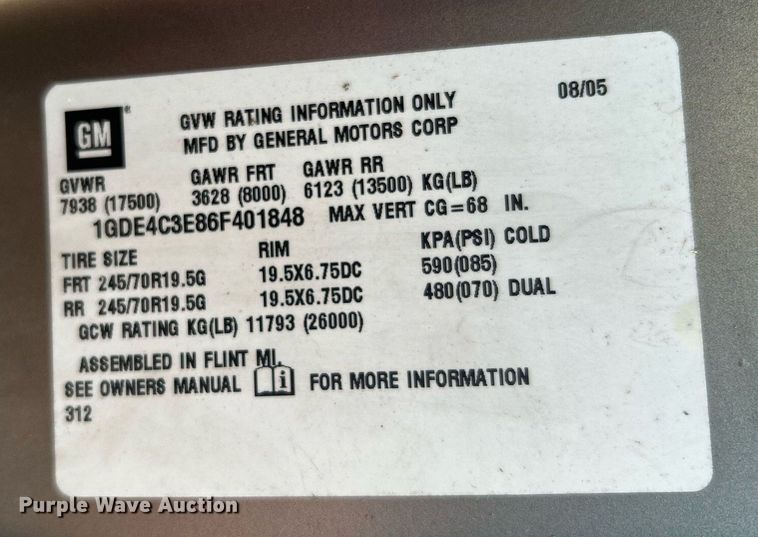 GM®
GVW RATING INFORMATION ONLY 08/05
MFD BY GENERAL MOTORS CORP
GVWR GAWR FRT GAWR RR
7938 (17500) 3628 (8000) 6123 (13500) KG(LB)
1GDE4C3E86F401848 MAX VERT CG=68 IN.
TIRE SIZE RIM KPA(PSI) COLD
FRT 245/70R19.5G 19.5X6.75DC 590(085)
RR 245/70R19.5G 19.5X6.75DC 480(070) DUAL
GCW RATING KG(LB) 11793 (26000)
ASSEMBLED IN FLINT MI.
SEE OWNERS MANUAL i FOR MORE INFORMATION
312
Purple Wave Auction